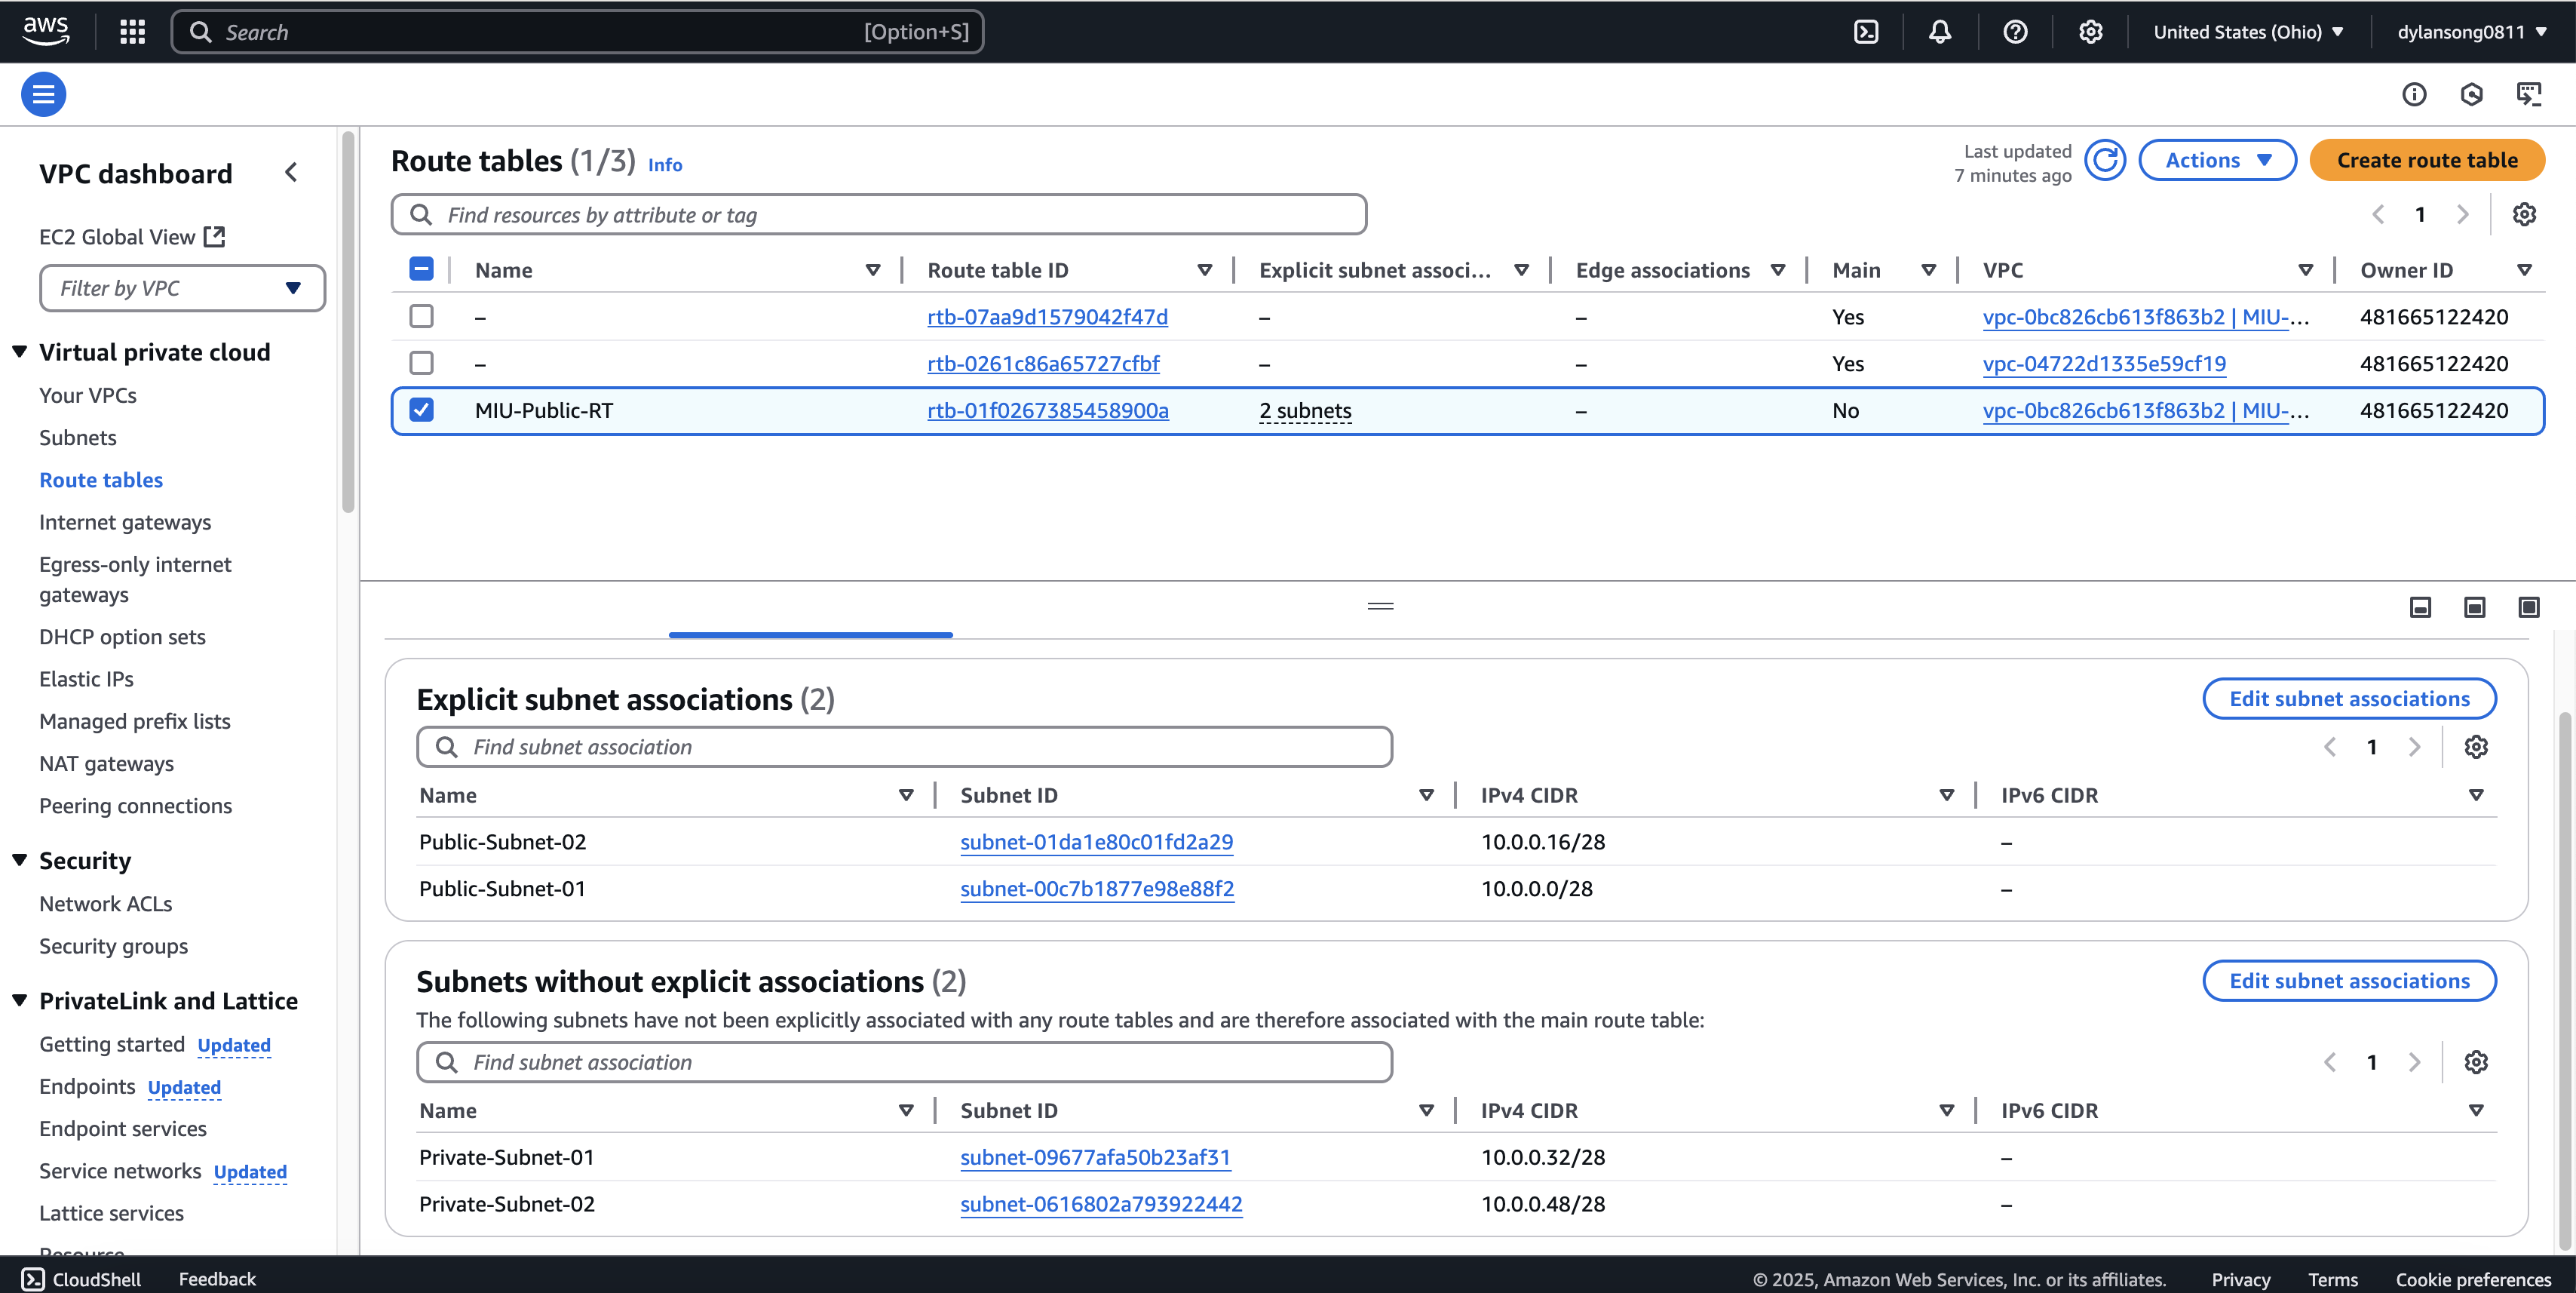 aws
Search
[Option+S]
United States (Ohio)
dylansong0811
VPC dashboard
EC2 Global View
Filter by VPC
Virtual private cloud
Your VPCs
Subnets
Route tables
Internet gateways
Egress-only internet
gateways
DHCP option sets
Elastic IPs
Managed prefix lists
NAT gateways
Peering connections
Security
Network ACLs
Security groups
PrivateLink and Lattice
Getting started Updated
Endpoints Updated
Endpoint services
Service networks Updated
Lattice services
Resource
Route tables (1/3) Info
Last updated
7 minutes ago
Actions
Create route table
Find resources by attribute or tag
1
Name Route table ID Explicit subnet associ... Edge associations Main VPC Owner ID
– rtb-07aa9d1579042f47d – – Yes vpc-0bc826cb613f863b2 | MIU-... 481665122420
– rtb-0261c86a65727cfbf – – Yes vpc-04722d1335e59cf19 481665122420
MIU-Public-RT rtb-01f0267385458900a 2 subnets – No vpc-0bc826cb613f863b2 | MIU-... 481665122420
Explicit subnet associations (2)
Edit subnet associations
Find subnet association
1
Name Subnet ID IPv4 CIDR IPv6 CIDR
Public-Subnet-02 subnet-01da1e80c01fd2a29 10.0.0.16/28 –
Public-Subnet-01 subnet-00c7b1877e98e88f2 10.0.0.0/28 –
Subnets without explicit associations (2)
Edit subnet associations
The following subnets have not been explicitly associated with any route tables and are therefore associated with the main route table:
Find subnet association
1
Name Subnet ID IPv4 CIDR IPv6 CIDR
Private-Subnet-01 subnet-09677afa50b23af31 10.0.0.32/28 –
Private-Subnet-02 subnet-0616802a793922442 10.0.0.48/28 –
CloudShell
Feedback
© 2025, Amazon Web Services, Inc. or its affiliates.
Privacy
Terms
Cookie preferences